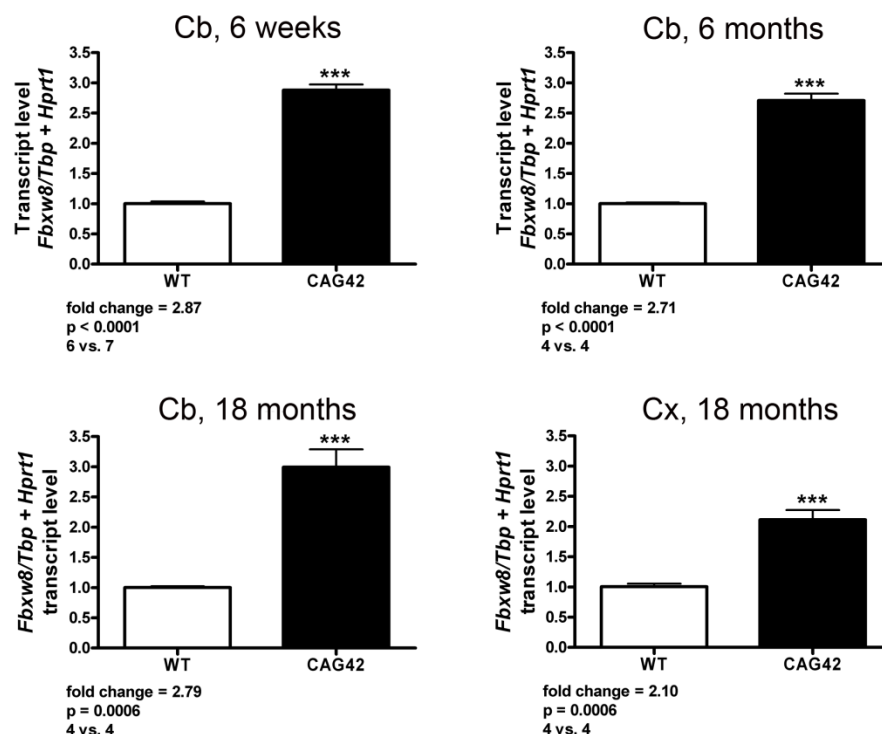 Cb, 6 weeks
Transcript level
Fbxw8/Tbp + Hprt1
3.5
3.0
2.5
2.0
1.5
1.0
0.5
0.0
***
WT
CAG42
fold change = 2.87
p < 0.0001
6 vs. 7
Cb, 6 months
Transcript level
Fbxw8/Tbp + Hprt1
3.5
3.0
2.5
2.0
1.5
1.0
0.5
0.0
***
WT
CAG42
fold change = 2.71
p < 0.0001
4 vs. 4
Cb, 18 months
Fbxw8/Tbp + Hprt1
transcript level
3.5
3.0
2.5
2.0
1.5
1.0
0.5
0.0
***
WT
CAG42
fold change = 2.79
p = 0.0006
4 vs. 4
Cx, 18 months
Fbxw8/Tbp + Hprt1
transcript level
3.5
3.0
2.5
2.0
1.5
1.0
0.5
0.0
***
WT
CAG42
fold change = 2.10
p = 0.0006
4 vs. 4